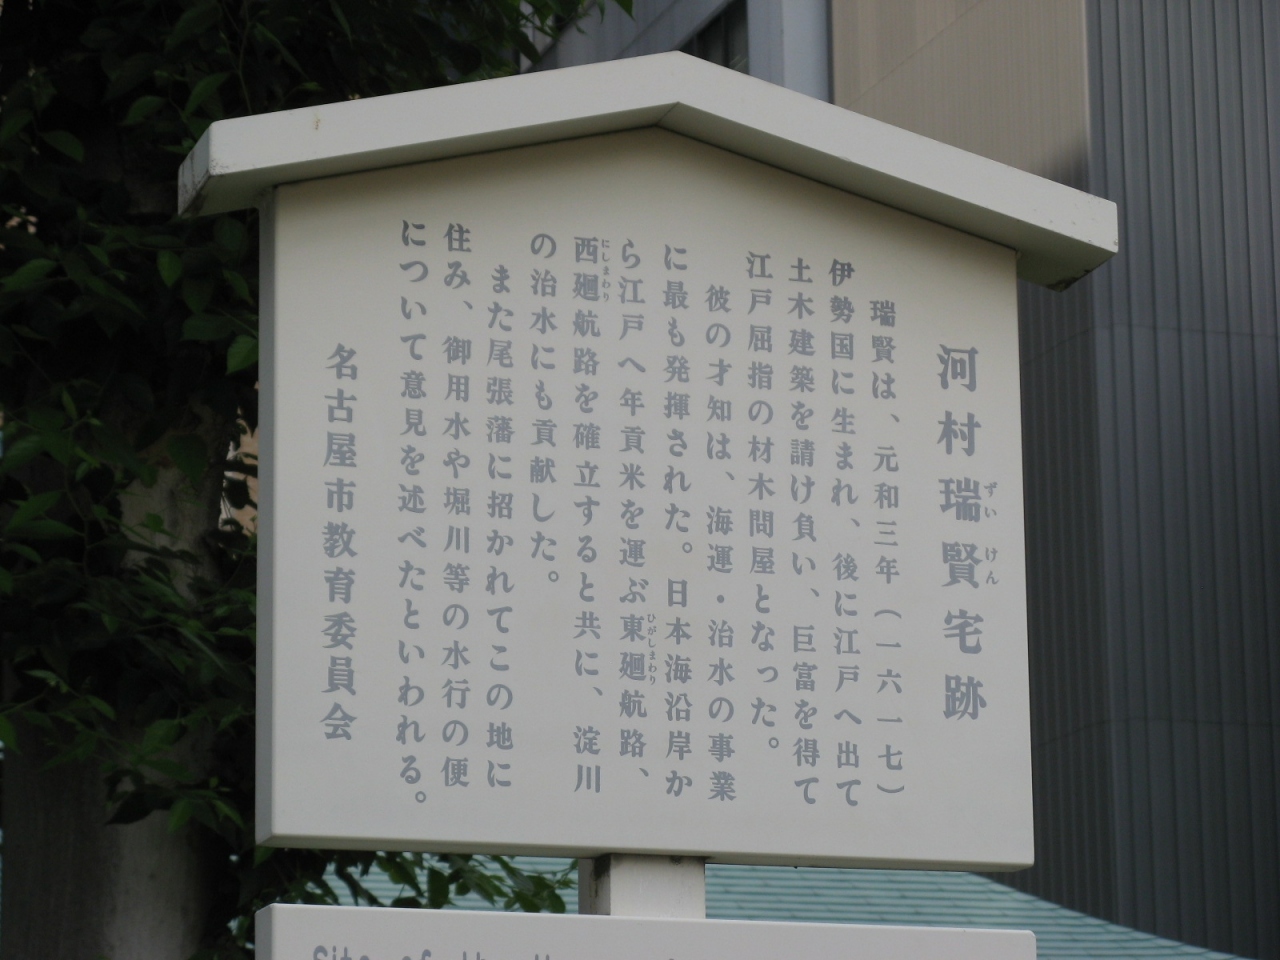 河村瑞賢宅跡
ずい けん
瑞賢は、元和三年(一六一七)
伊勢国に生まれ、後に江戸へ出て
土木建築を請け負い、巨富を得て
江戸屈指の材木問屋となった。
彼の才知は、海運・治水の事業
に最も発揮された。日本海沿岸か
ら江戸へ年貢米を運ぶ東廻航路、
ひがしまわり
西廻航路を確立すると共に、淀川
にしまわり
の治水にも貢献した。
また尾張藩に招かれてこの地に
住み、御用水や堀川等の水行の便
について意見を述べたといわれる。
名古屋市教育委員会
Site of the